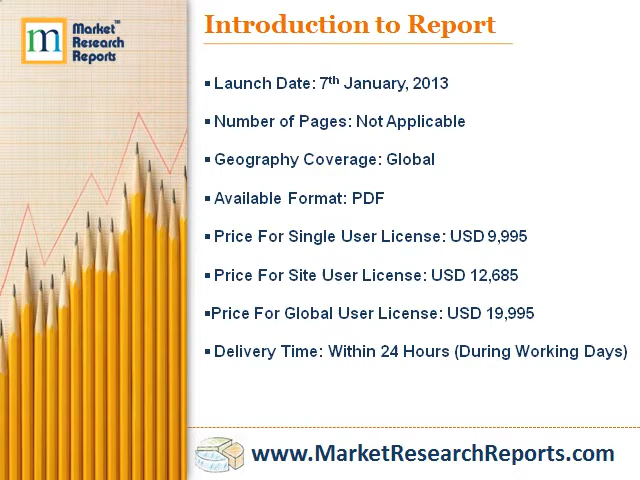 m
Market™
Research
Reports
Introduction to Report
▪ Launch Date: 7th January, 2013
▪ Number of Pages: Not Applicable
▪ Geography Coverage: Global
▪ Available Format: PDF
▪ Price For Single User License: USD 9,995
▪ Price For Site User License: USD 12,685
▪Price For Global User License: USD 19,995
▪ Delivery Time: Within 24 Hours (During Working Days)
www.MarketResearchReports.com